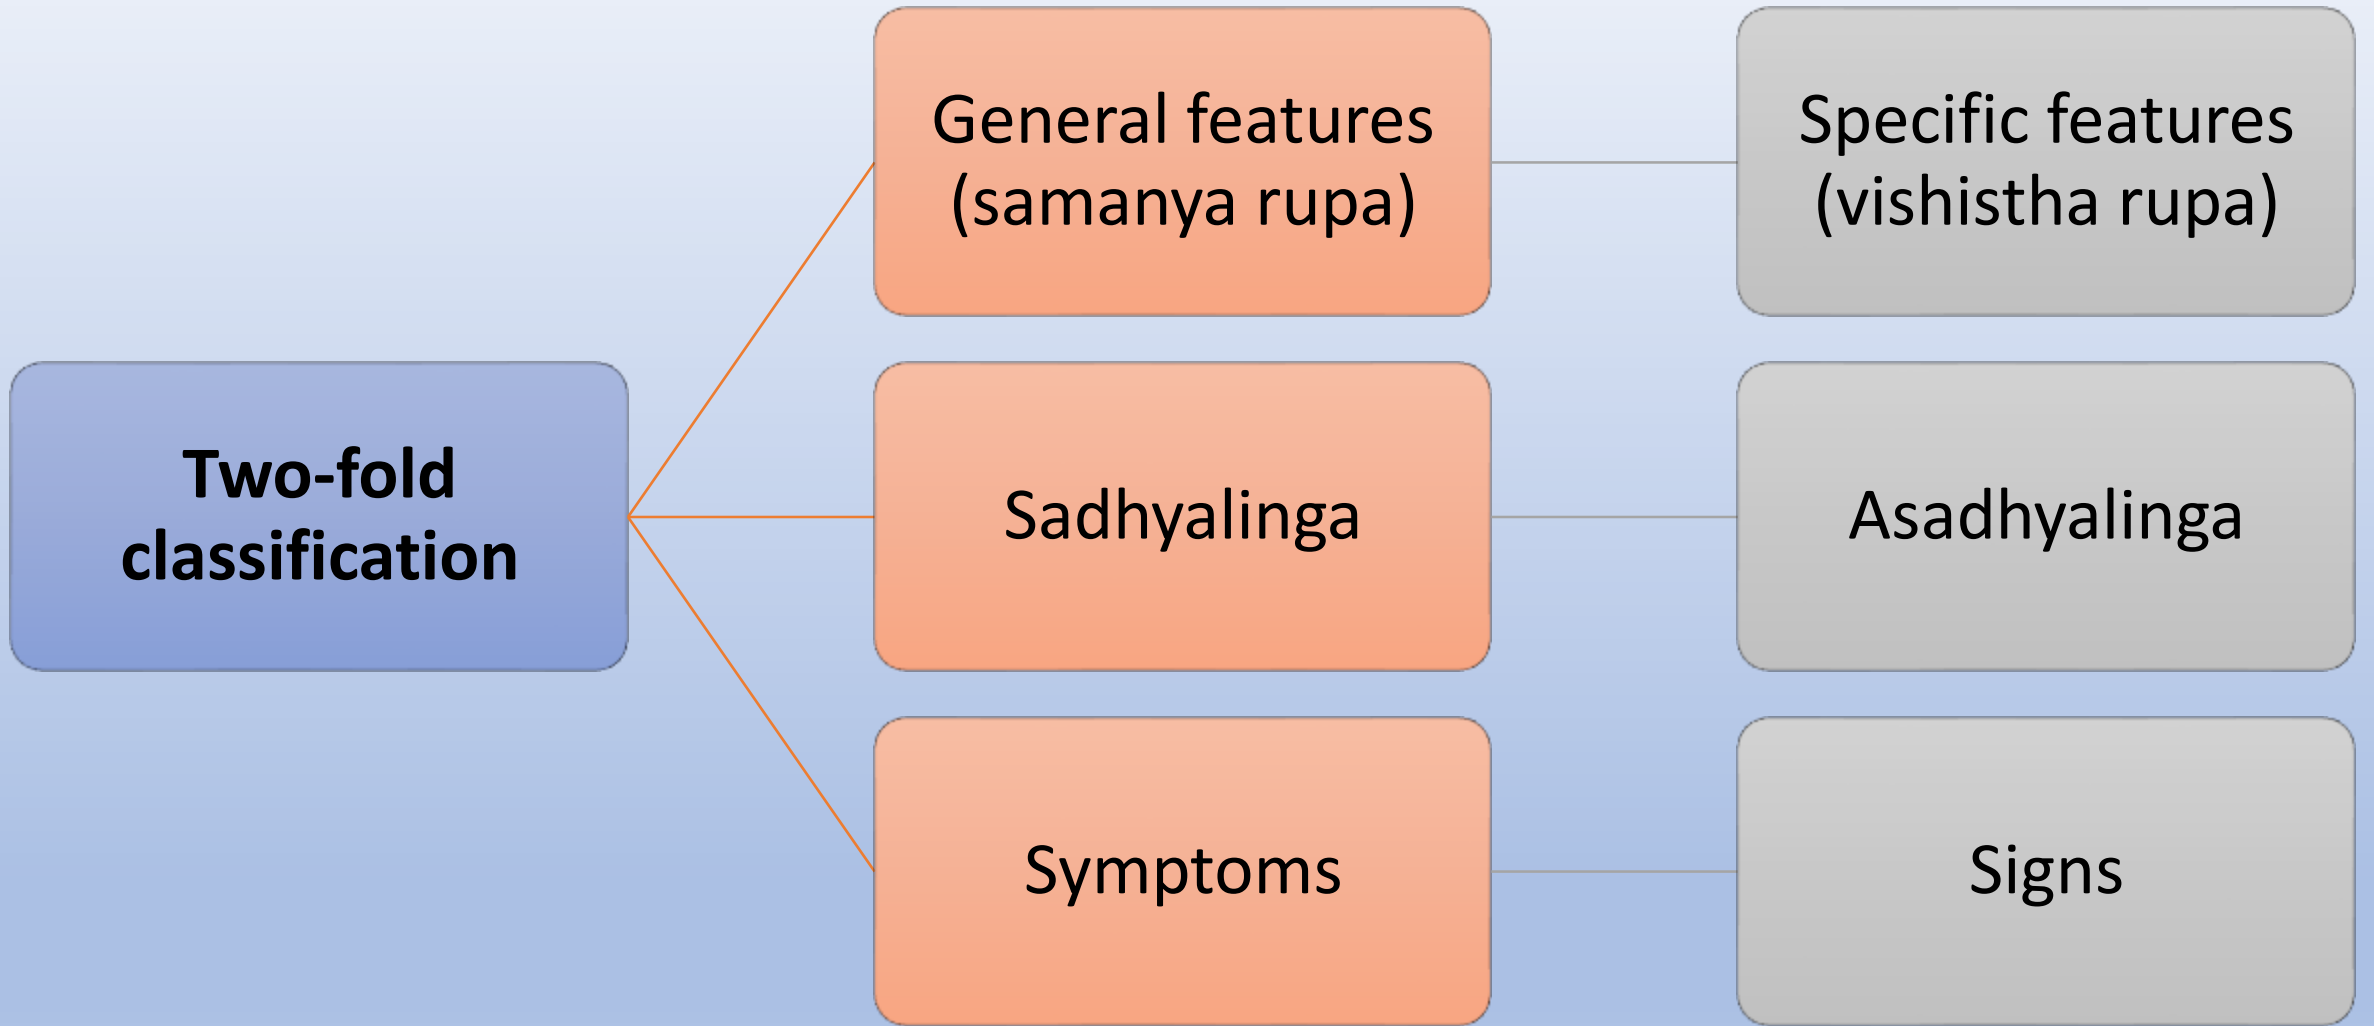 Two-fold
classification
General features
(samanya rupa)
Specific features
(vishistha rupa)
Sadhyalinga
Asadhyalinga
Symptoms
Signs